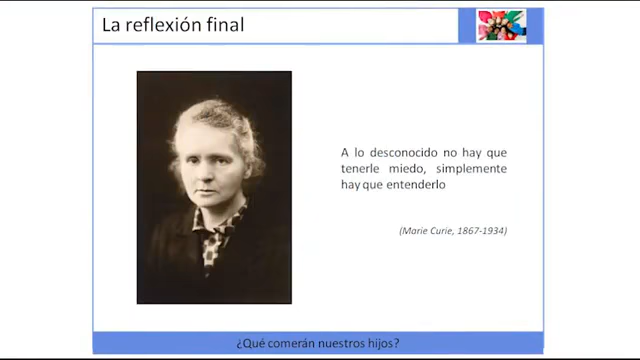 La reflexión final
A lo desconocido no hay que
tenerle miedo, simplemente
hay que entenderlo
(Marie Curie, 1867-1934)
¿Qué comerán nuestros hijos?